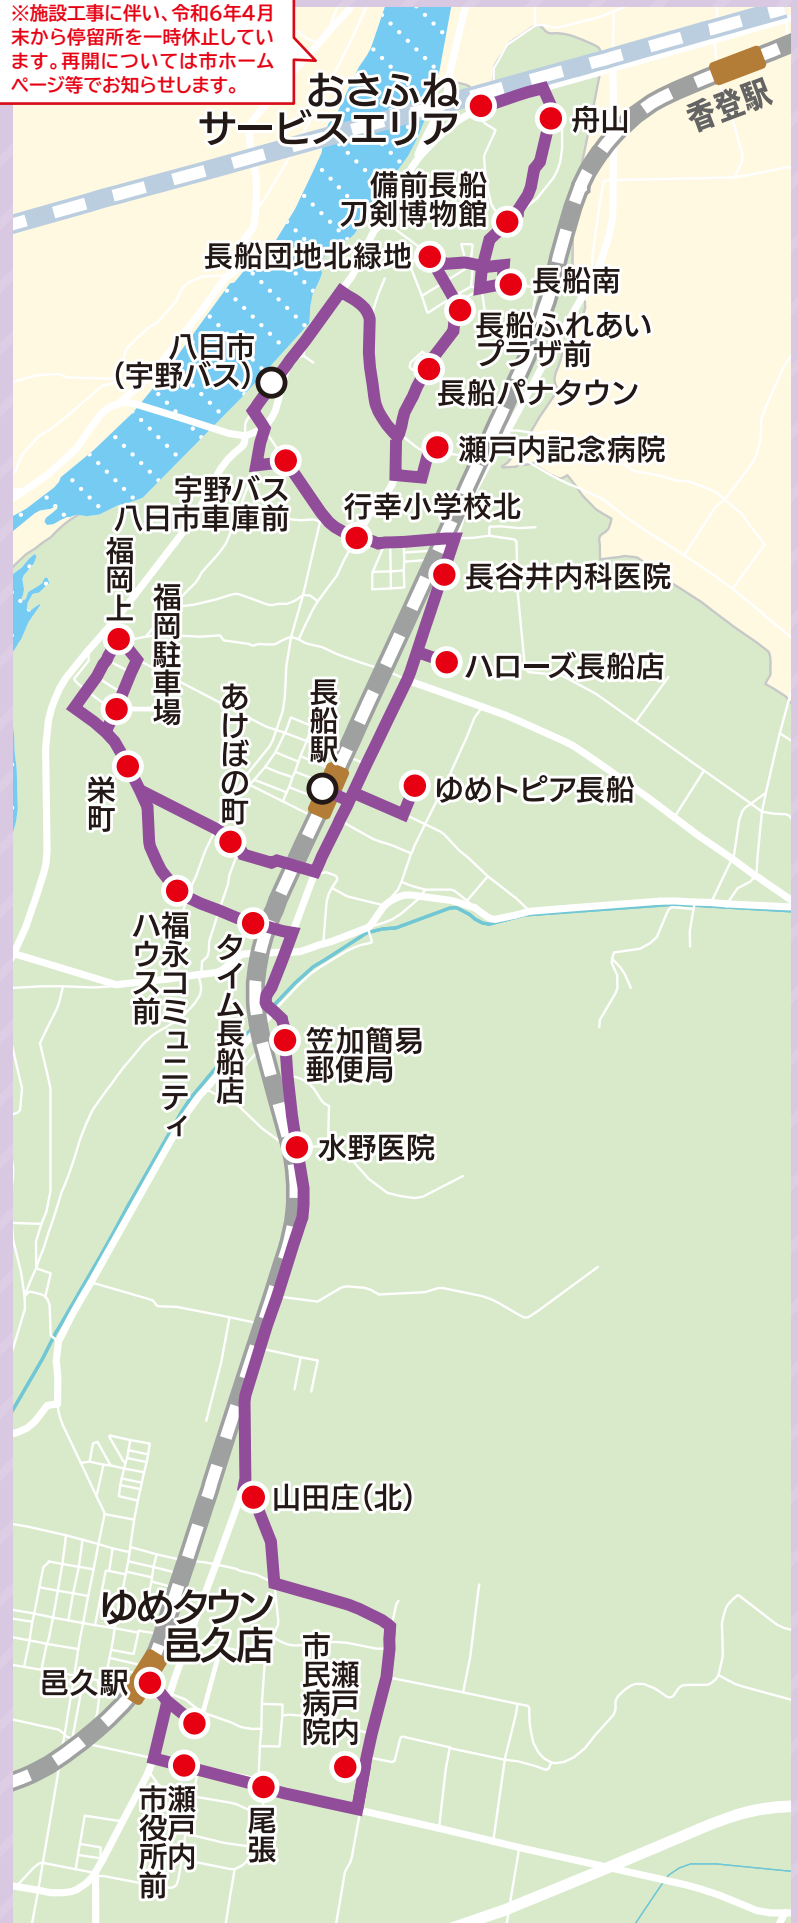 ※施設工事に伴い、令和6年4月
末から停留所を一時休止してい
ます。再開については市ホーム
ページ等でお知らせします。
おさふね
サービスエリア
舟山
香登駅
備前長船
刀剣博物館
長船団地北緑地
長船南
長船ふれあい
プラザ前
八日市
（宇野バス）
長船パナタウン
瀬戸内記念病院
宇野バス
八日市車庫前
行幸小学校北
福岡上
長谷井内科医院
福岡駐車場
ハローズ長船店
あけぼの町
長船駅
栄町
ゆめトピア長船
福永コミュニティ
ハウス前
タイム長船店
笠加簡易
郵便局
水野医院
山田庄（北）
ゆめタウン
邑久店
邑久駅
瀬戸内
市民病院
瀬戸内
市役所前
尾張